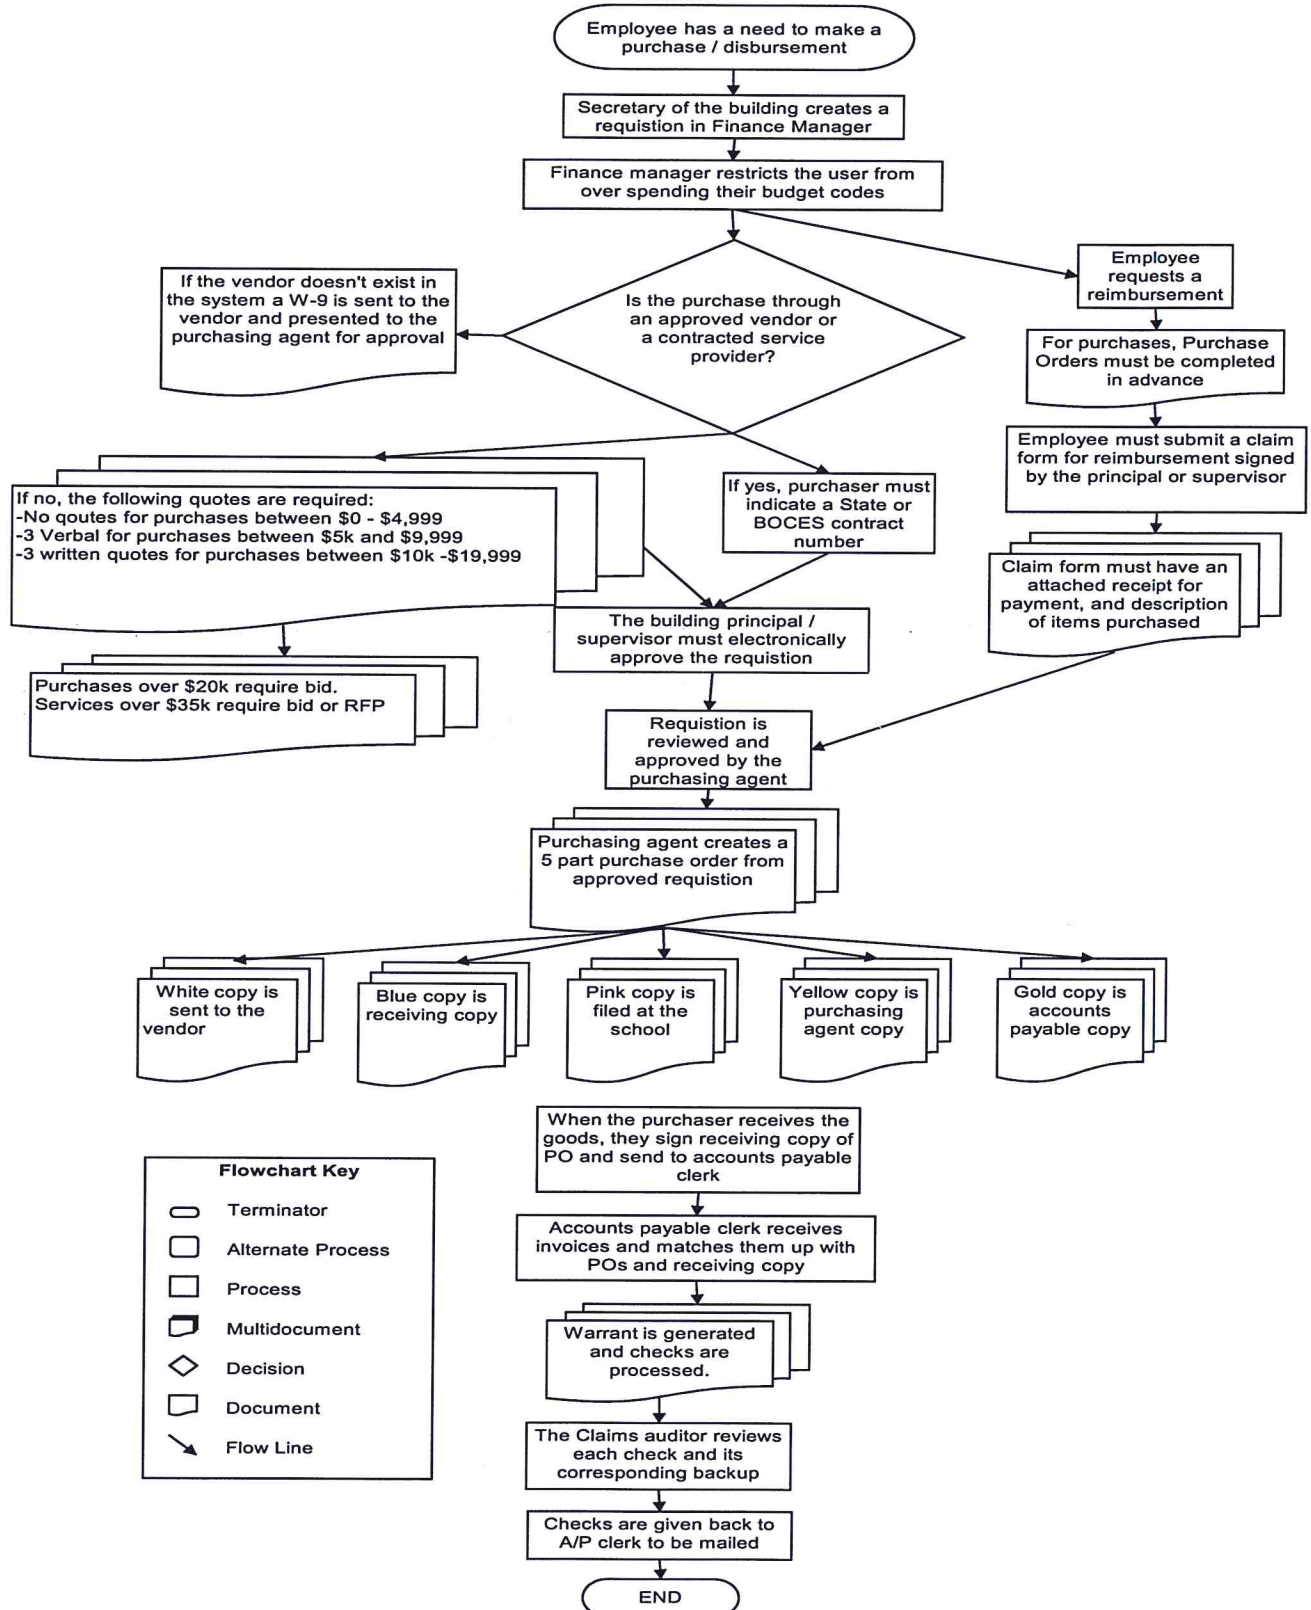 Employee has a need to make a
purchase / disbursement
Secretary of the building creates a
requistion in Finance Manager
Finance manager restricts the user from
over spending their budget codes
Employee
requests a
reimbursement
If the vendor doesn't exist in
the system a W-9 is sent to the
vendor and presented to the
purchasing agent for approval
Is the purchase through
an approved vendor or
a contracted service
provider?
For purchases, Purchase
Orders must be completed
in advance
Employee must submit a claim
form for reimbursement signed
by the principal or supervisor
If no, the following quotes are required:
-No qoutes for purchases between $0 - $4,999
-3 Verbal for purchases between $5k and $9,999
-3 written quotes for purchases between $10k -$19,999
If yes, purchaser must
indicate a State or
BOCES contract
number
Claim form must have an
attached receipt for
payment, and description
of items purchased
The building principal /
supervisor must electronically
approve the requistion
Purchases over $20k require bid.
Services over $35k require bid or RFP
Requistion is
reviewed and
approved by the
purchasing agent
Purchasing agent creates a
5 part purchase order from
approved requistion
White copy is
sent to the
vendor
Blue copy is
receiving copy
Pink copy is
filed at the
school
Yellow copy is
purchasing
agent copy
Gold copy is
accounts
payable copy
When the purchaser receives the
goods, they sign receiving copy of
PO and send to accounts payable
clerk
Accounts payable clerk receives
invoices and matches them up with
POs and receiving copy
Warrant is generated
and checks are
processed.
The Claims auditor reviews
each check and its
corresponding backup
Checks are given back to
A/P clerk to be mailed
END
Flowchart Key
Terminator
Alternate Process
Process
Multidocument
Decision
Document
Flow Line